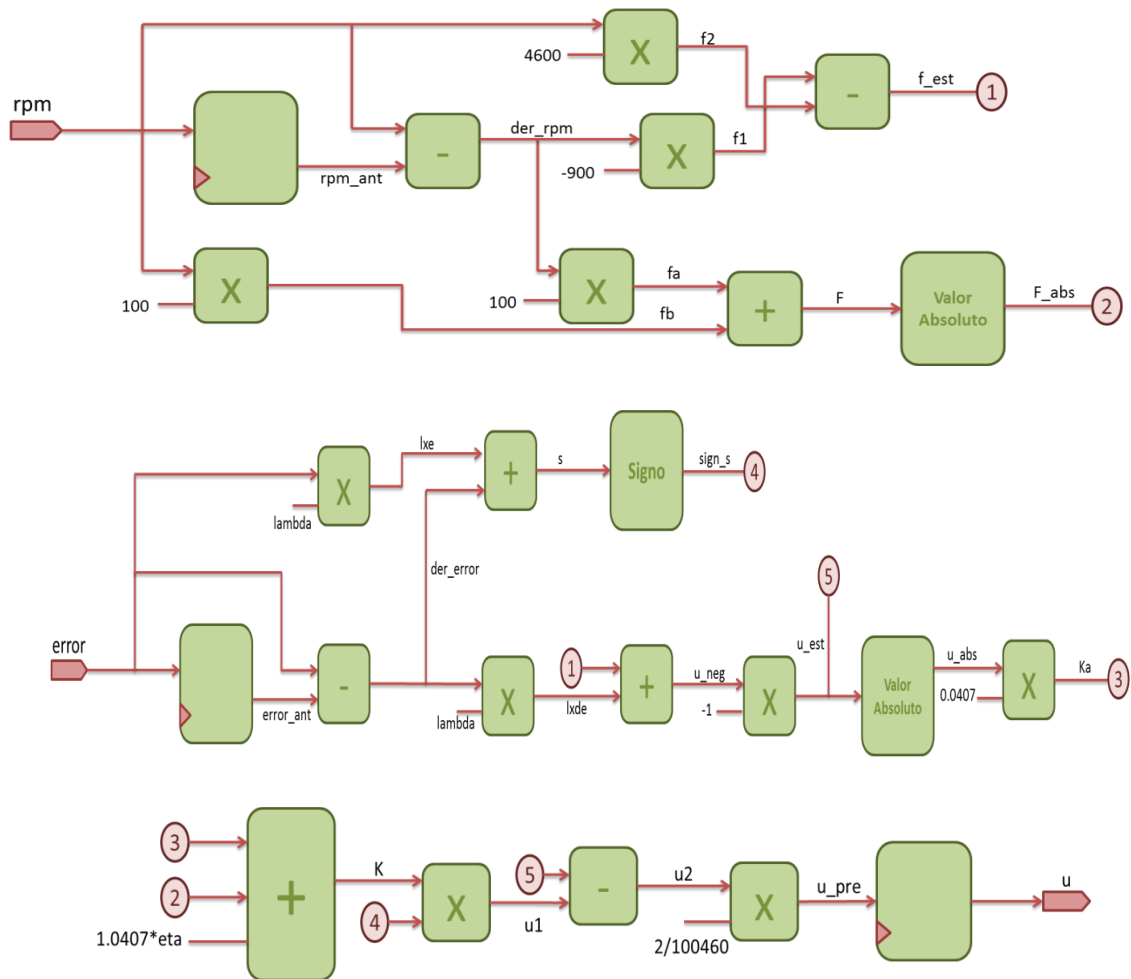 4600
X
f2
rpm
-
f_est
1
der_rpm
-
X
f1
-900
rpm_ant
X
100
X
100
fa
fb
+
F
Valor
Absoluto
F_abs
2
lxe
+
s
Signo
sign_s
4
X
lambda
der_error
5
error
error_ant
-
lambda
X
1
lxde
+
u_neg
-1
X
u_est
Valor
Absoluto
u_abs
0.0407
X
Ka
3
3
2
1.0407*eta
+
K
4
X
u1
5
-
u2
2/100460
X
u_pre
u